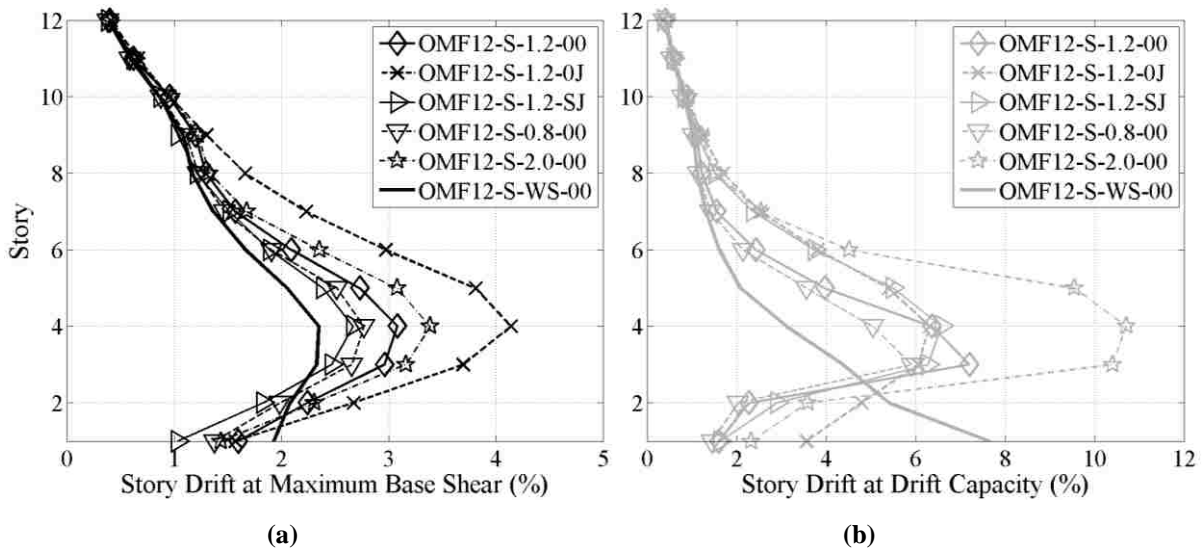 12
10
8
6
4
2
Story
0 1 2 3 4 5
Story Drift at Maximum Base Shear (%)
OMF12-S-1.2-00
OMF12-S-1.2-0J
OMF12-S-1.2-SJ
OMF12-S-0.8-00
OMF12-S-2.0-00
OMF12-S-WS-00
(a)
12
10
8
6
4
2
0 2 4 6 8 10 12
Story Drift at Drift Capacity (%)
OMF12-S-1.2-00
OMF12-S-1.2-0J
OMF12-S-1.2-SJ
OMF12-S-0.8-00
OMF12-S-2.0-00
OMF12-S-WS-00
(b)